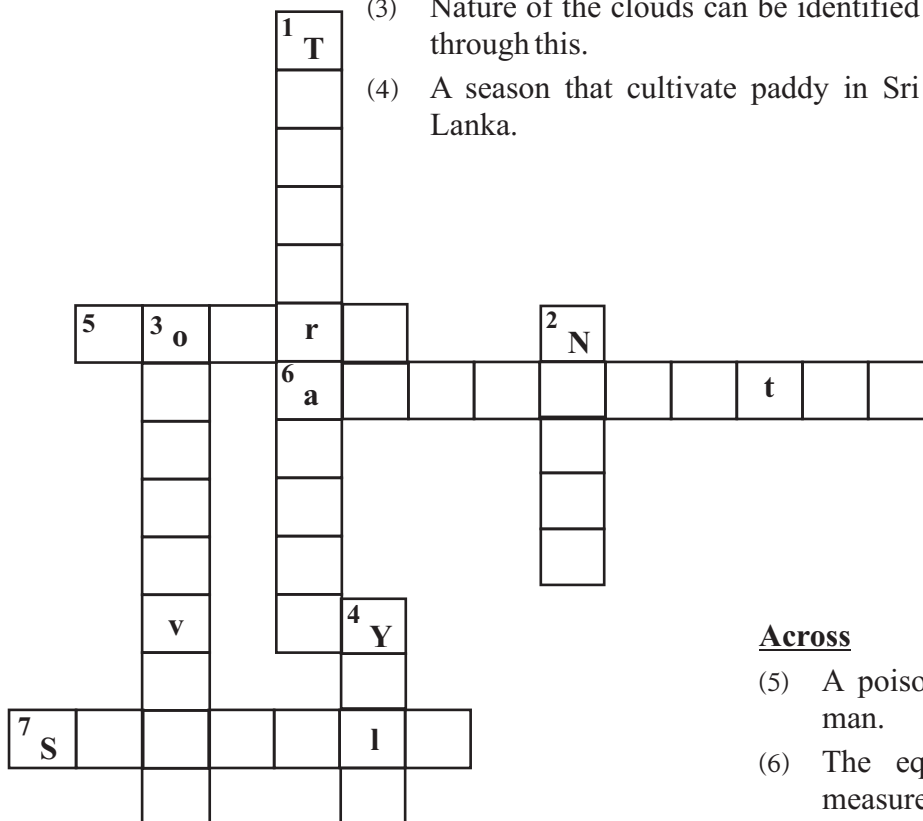 (3) Nature of the clouds can be identified
through this.
(4) A season that cultivate paddy in Sri
Lanka.
1 T
5 3 o r 2 N
6 a t
v 4 Y
7 S l
Across
(5) A poiso
man.
(6) The eq
measure